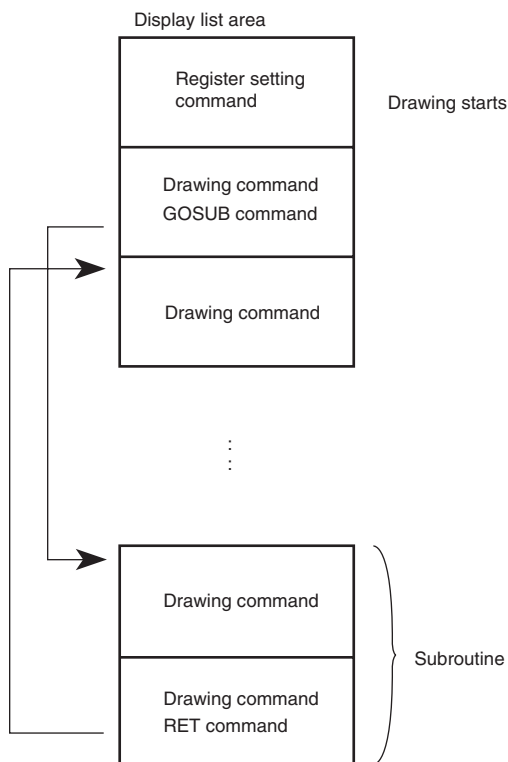 Display list area
Register setting
command
Drawing starts
Drawing command
GOSUB command
Drawing command
Drawing command
Subroutine
Drawing command
RET command